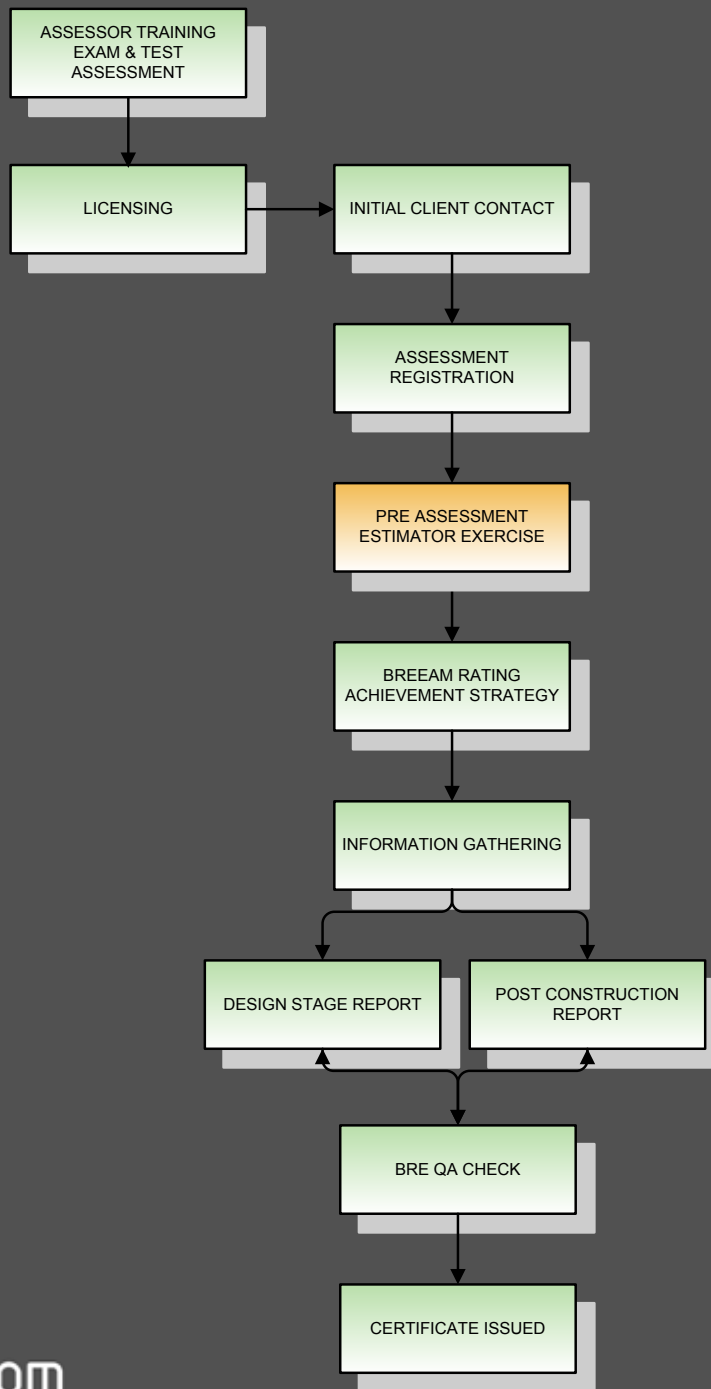 ASSESSOR TRAINING
EXAM & TEST
ASSESSMENT
LICENSING
INITIAL CLIENT CONTACT
ASSESSMENT
REGISTRATION
PRE ASSESSMENT
ESTIMATOR EXERCISE
BREEAM RATING
ACHIEVEMENT STRATEGY
INFORMATION GATHERING
DESIGN STAGE REPORT
POST CONSTRUCTION
REPORT
BRE QA CHECK
CERTIFICATE ISSUED
om